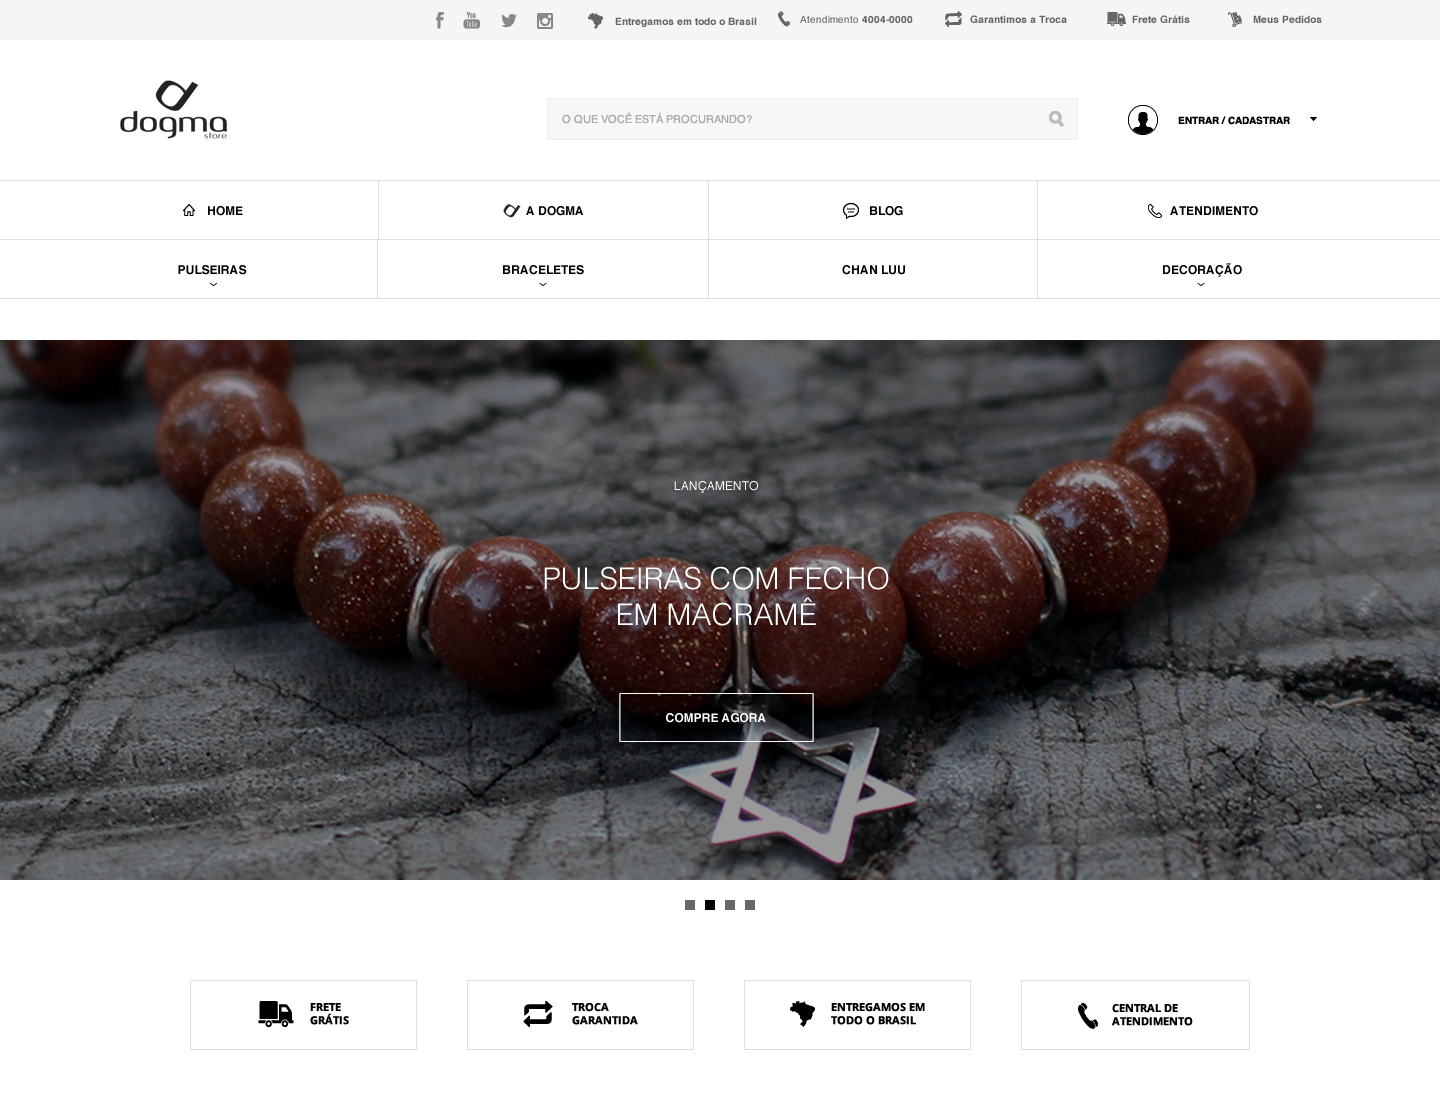 You
Entregamos em todo o Brasil
Atendimento 4004-0000
Garantimos a Troca
Frete Grátis
Meus Pedidos
dogma
store
O QUE VOCÊ ESTÁ PROCURANDO?
ENTRAR / CADASTRAR
HOME
A DOGMA
BLOG
ATENDIMENTO
PULSEIRAS
BRACELETES
CHAN LUU
DECORAÇÃO
LANÇAMENTO
PULSEIRAS COM FECHO
EM MACRAMÊ
COMPRE AGORA
FRETE
GRÁTIS
TROCA
GARANTIDA
ENTREGAMOS EM
TODO O BRASIL
CENTRAL DE
ATENDIMENTO